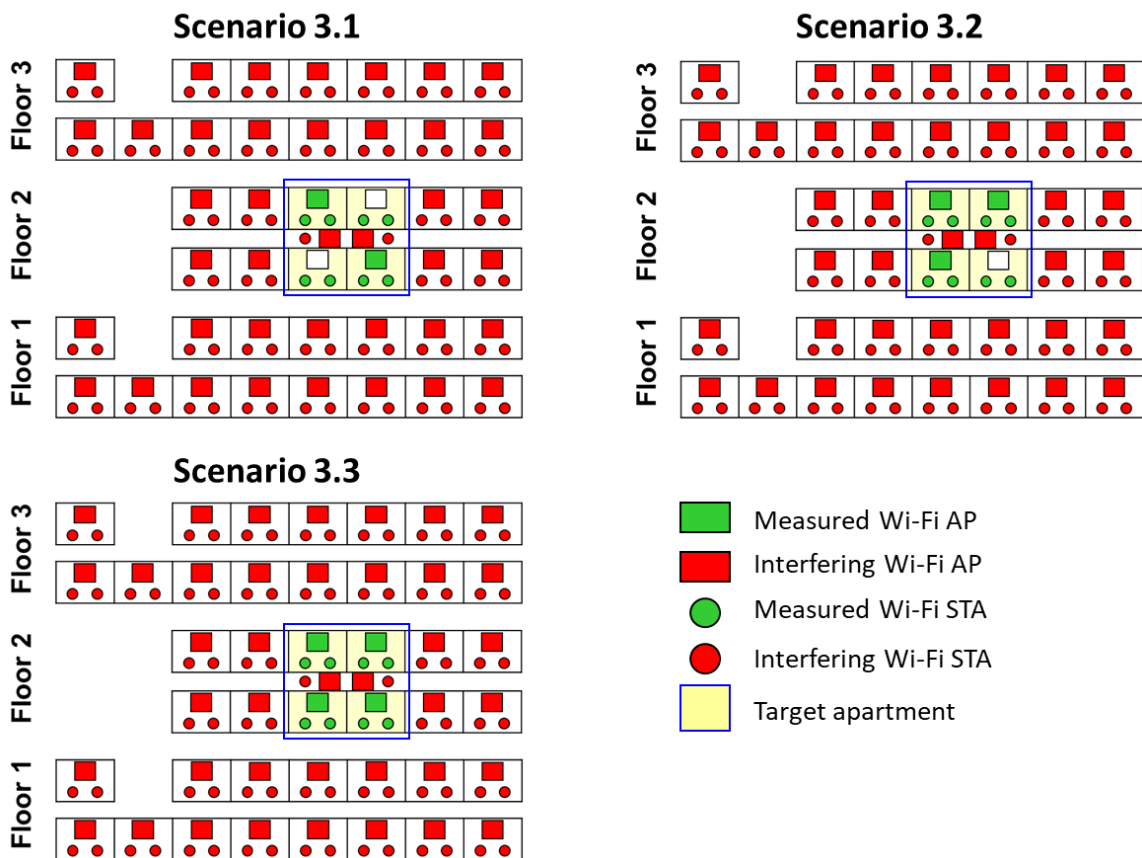 Scenario 3.1
Floor 3
Floor 2
Floor 1
Scenario 3.2
Floor 3
Floor 2
Floor 1
Scenario 3.3
Floor 3
Floor 2
Floor 1
Measured Wi-Fi AP
Interfering Wi-Fi AP
Measured Wi-Fi STA
Interfering Wi-Fi STA
Target apartment